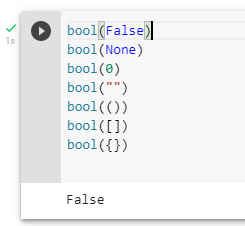 1s
bool(False)
bool(None)
bool(0)
bool("")
bool(())
bool([])
bool({})
False